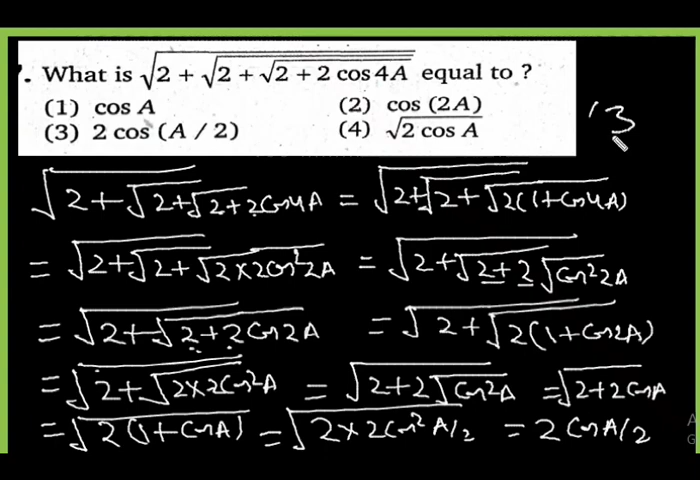 '. What is √(2 + √(2 + √(2 + 2 cos 4A))) equal to ?
(1) cos A (2) cos (2A)
(3) 2 cos (A / 2) (4) √(2 cos A)
'3
√(2+√(2+√(2+2cos4A))) = √(2+√(2+√(2(1+cos4A))))
= √(2+√(2+√(2×2cos²2A))) = √(2+√(2+2√(cos²2A)))
= √(2+√(2+2cos2A)) = √(2+√(2(1+cos2A)))
= √(2+√(2×2cos²A)) = √(2+2√(cos²A)) = √(2+2cosA)
= √(2(1+cosA)) = √(2×2cos²A/2) = 2cosA/2
A
G